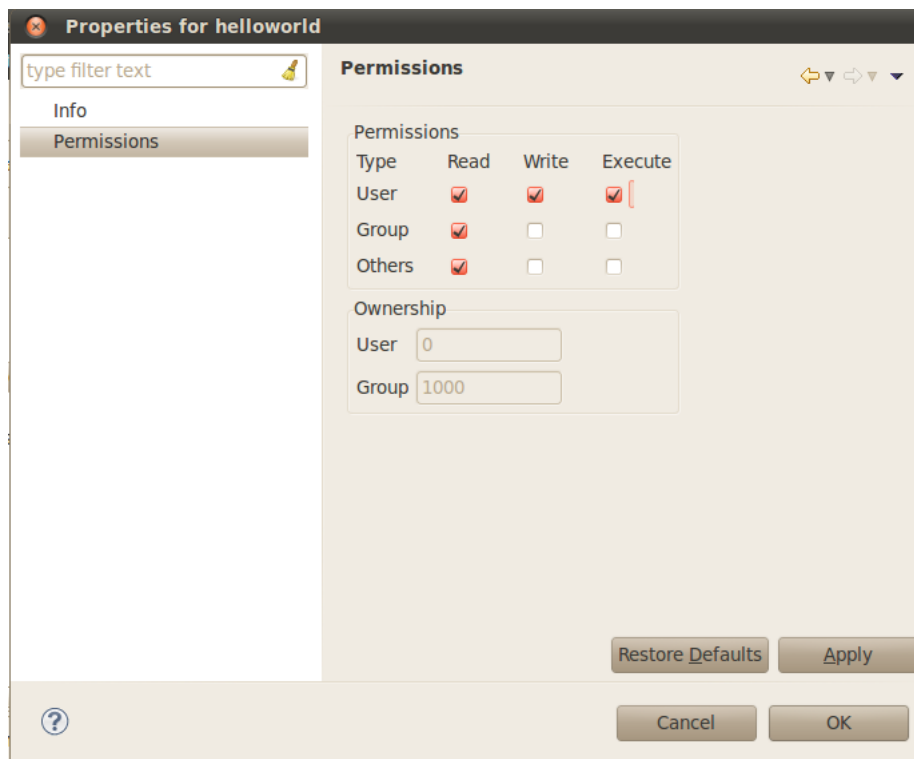 Properties for helloworld
type filter text
Info
Permissions
Permissions
Permissions
Type Read Write Execute
User
Group
Others
Ownership
User 0
Group 1000
Restore Defaults Apply
Cancel OK